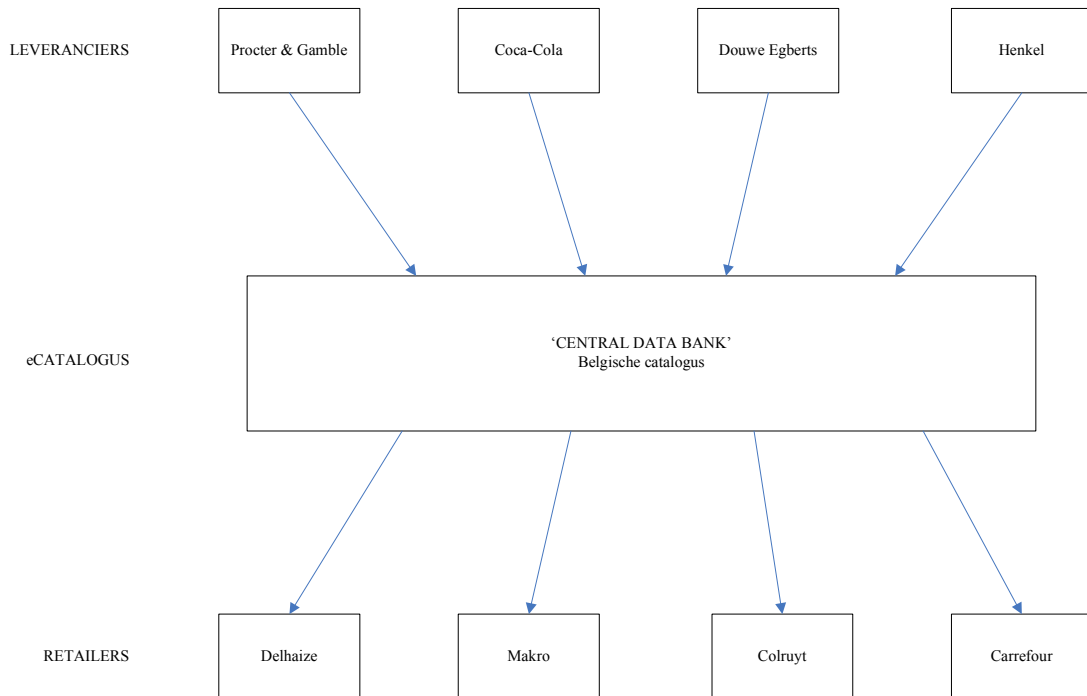 LEVERANCIERS
Procter & Gamble
Coca-Cola
Douwe Egberts
Henkel
eCATALOGUS
‘CENTRAL DATA BANK’
Belgische catalogus
RETAILERS
Delhaize
Makro
Colruyt
Carrefour